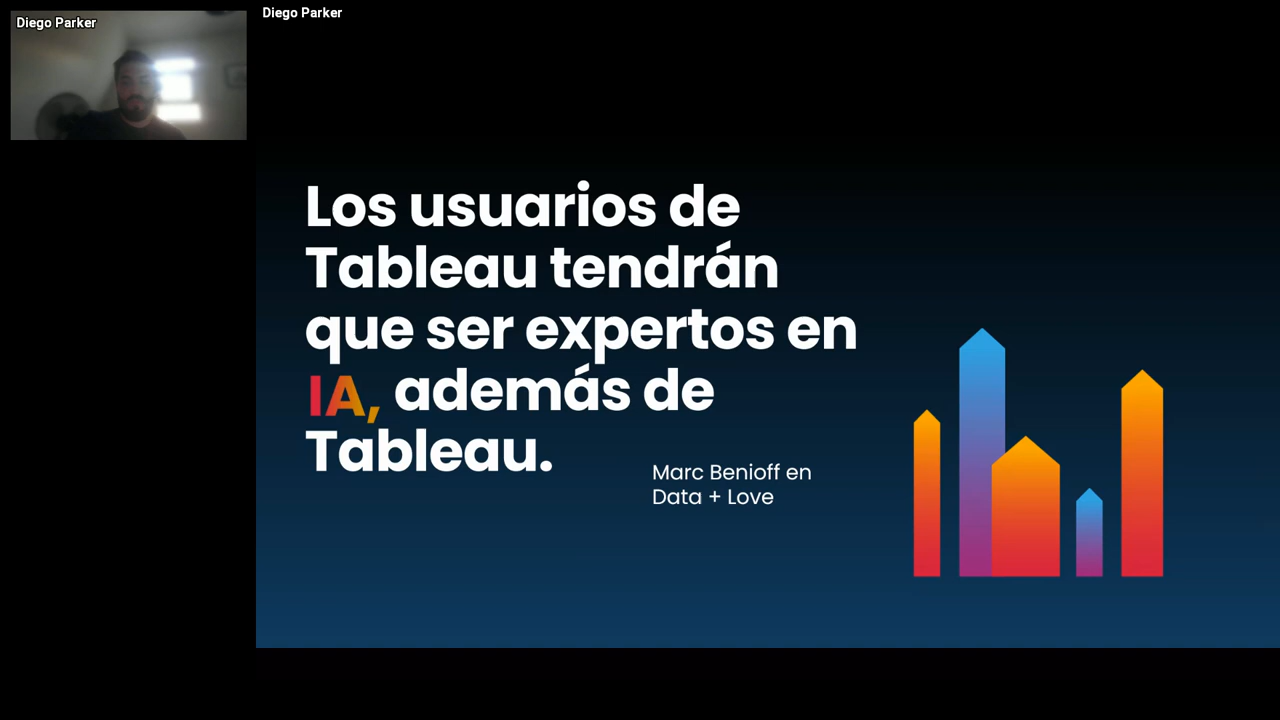 Diego Parker
Diego Parker
Los usuarios de
Tableau tendrán
que ser expertos en
IA, además de
Tableau.
Marc Benioff en
Data + Love